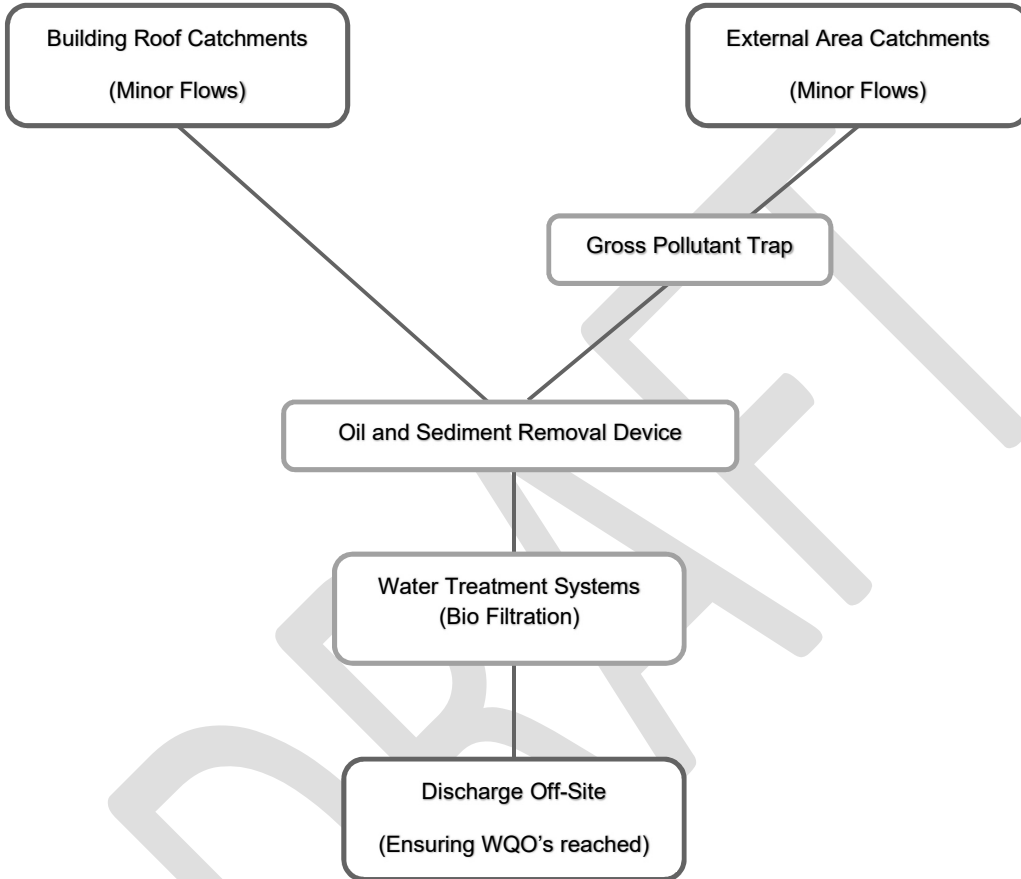 Building Roof Catchments
(Minor Flows)
External Area Catchments
(Minor Flows)
Gross Pollutant Trap
Oil and Sediment Removal Device
Water Treatment Systems
(Bio Filtration)
Discharge Off-Site
(Ensuring WQO’s reached)
DRAFT